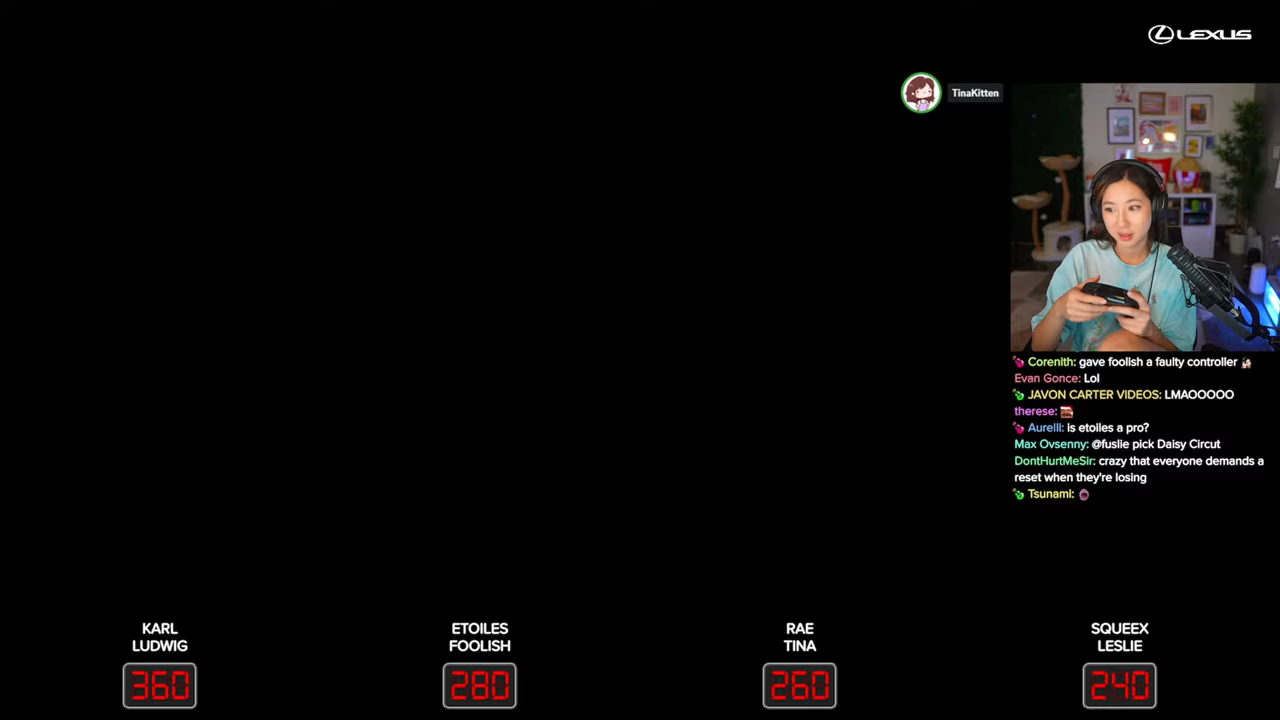 LEXUS
TinaKitten
Corenith: gave foolish a faulty controller
Evan Gonce: Lol
JAVON CARTER VIDEOS: LMAOOOOO
therese:
Aurelli: is etoiles a pro?
Max Ovsenny: @fuslie pick Daisy Circut
DontHurtMeSir: crazy that everyone demands a
reset when they're losing
Tsunami:
KARL
LUDWIG
360
ETOILES
FOOLISH
280
RAE
TINA
260
SQUEEX
LESLIE
240